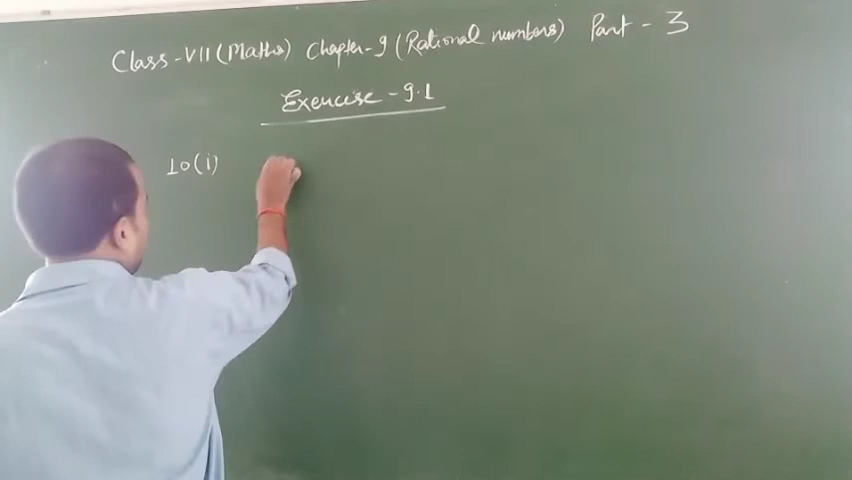 Class-VII (Maths) Chapter-9 (Rational numbers) Part - 3
Exercise - 9.1
10(i)